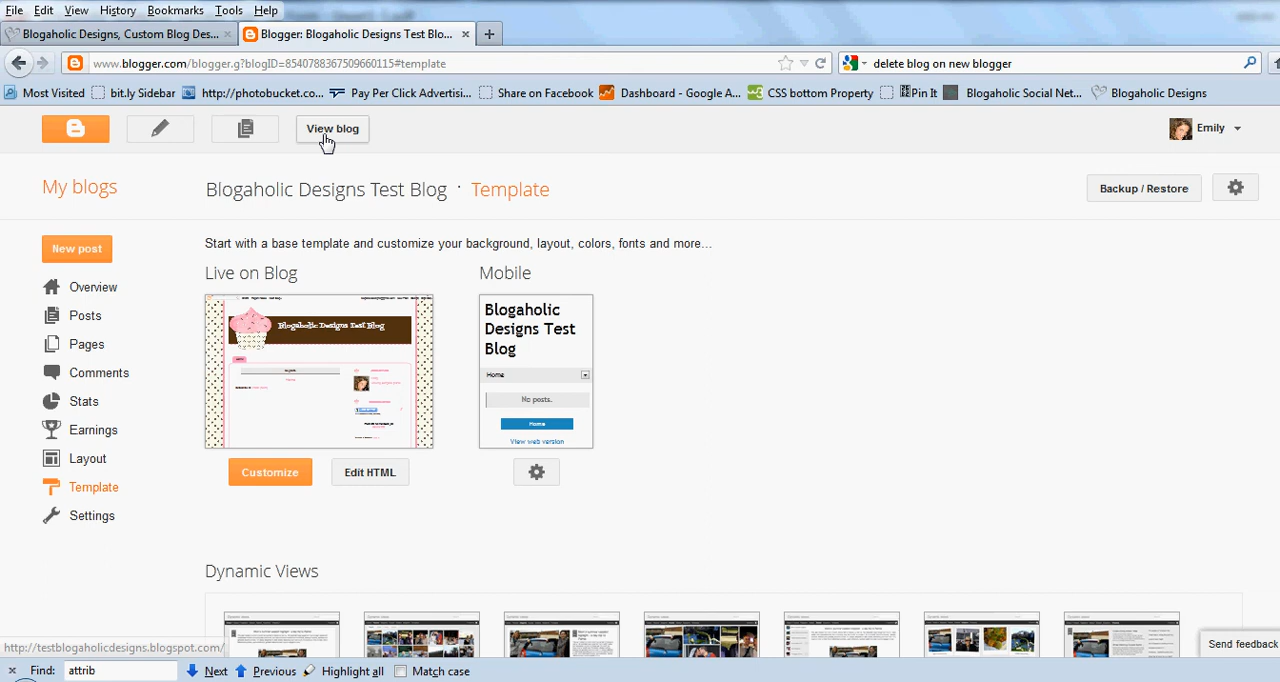 File Edit View History Bookmarks Tools Help
Blogaholic Designs, Custom Blog Des... Blogger: Blogaholic Designs Test Blo...
www.blogger.com/blogger.g?blogID=8540788367509660115#template delete blog on new blogger
Most Visited bit.ly Sidebar http://photobucket.co... Pay Per Click Advertisi... Share on Facebook Dashboard - Google A... CSS bottom Property Pin It Blogaholic Social Net... Blogaholic Designs
View blog Emily
My blogs Blogaholic Designs Test Blog · Template Backup / Restore
New post
Start with a base template and customize your background, layout, colors, fonts and more...
Live on Blog Mobile
Overview
Posts
Pages
Comments
Stats
Earnings
Layout
Template
Settings
Blogaholic Designs Test Blog
Blogaholic
Designs Test
Blog
Home
No posts.
Home
View web version
Customize Edit HTML
Dynamic Views
http://testblogaholicdesigns.blogspot.com/
Send feedback
Find: attrib Next Previous Highlight all Match case